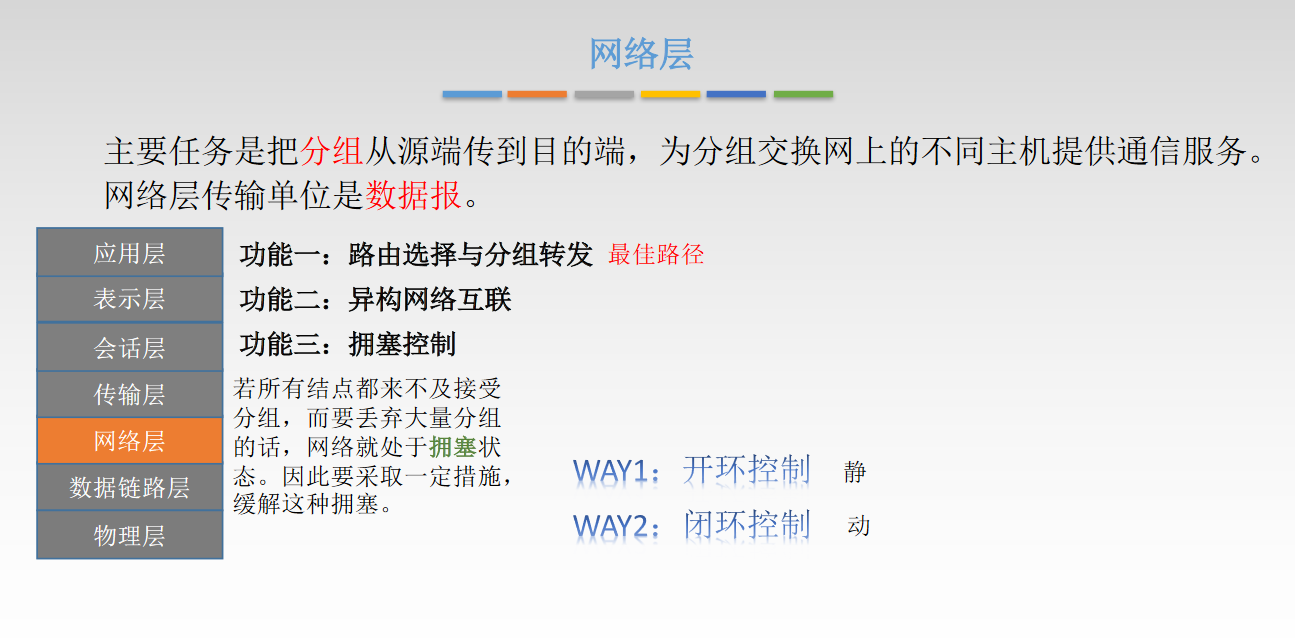 网络层
主要任务是把分组从源端传到目的端，为分组交换网上的不同主机提供通信服务。
网络层传输单位是数据报。
应用层
表示层
会话层
传输层
网络层
数据链路层
物理层
功能一：路由选择与分组转发 最佳路径
功能二：异构网络互联
功能三：拥塞控制
若所有结点都来不及接受
分组，而要丢弃大量分组
的话，网络就处于拥塞状
态。因此要采取一定措施，
缓解这种拥塞。
WAY1：开环控制 静
WAY2：闭环控制 动